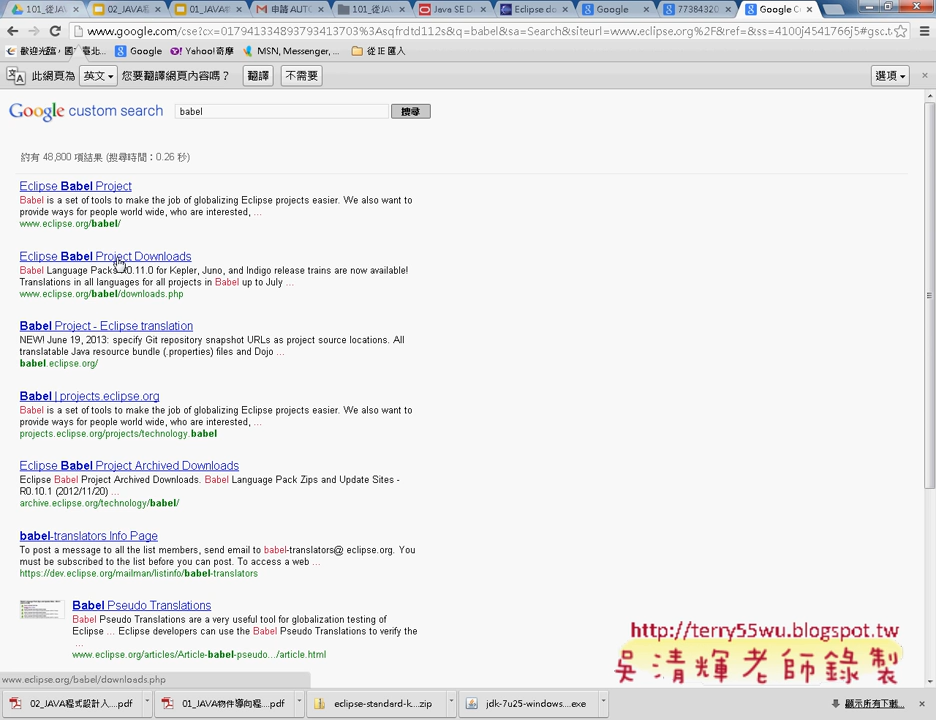 101_從JAV
02_JAVA程
01_JAVA物
M 申請 AUTO
101_從JAV
Java SE D
Eclipse do
Google
77384320
Google C
www.google.com/cse?cx=017941334893793413703%3Asqfrdtd112s&q=babel&sa=Search&siteurl=www.eclipse.org%2F&ref=&ss=4100j4541766j5#gsc.t
Google
Yahoo!奇摩
MSN, Messenger, ...
從 IE 匯入
此網頁為 英文 您要翻譯網頁內容嗎？ 翻譯 不需要 選項
Google custom search babel 搜尋
約有 48,800 項結果 (搜尋時間：0.26 秒)
Eclipse Babel Project
Babel is a set of tools to make the job of globalizing Eclipse projects easier. We also want to
provide ways for people world wide, who are interested, ...
www.eclipse.org/babel/
Eclipse Babel Project Downloads
Babel Language Packs R0.11.0 for Kepler, Juno, and Indigo release trains are now available!
Translations in all languages for all projects in Babel up to July ...
www.eclipse.org/babel/downloads.php
Babel Project - Eclipse translation
NEW! June 19, 2013: specify Git repository snapshot URLs as project source locations. All
translatable Java resource bundle (.properties) files and Dojo ...
babel.eclipse.org/
Babel | projects.eclipse.org
Babel is a set of tools to make the job of globalizing Eclipse projects easier. We also want to
provide ways for people world wide, who are interested, ...
projects.eclipse.org/projects/technology.babel
Eclipse Babel Project Archived Downloads
Eclipse Babel Project Archived Downloads. Babel Language Pack Zips and Update Sites -
R0.10.1 (2012/11/20) ...
archive.eclipse.org/technology/babel/
babel-translators Info Page
To post a message to all the list members, send email to babel-translators@ eclipse.org. You
must be subscribed to the list before you can post. To access a web ...
https://dev.eclipse.org/mailman/listinfo/babel-translators
Babel Pseudo Translations
Babel Pseudo Translations are a very useful tool for globalization testing of
Eclipse ... Eclipse developers can use the Babel Pseudo Translations to verify the
...
www.eclipse.org/articles/Article-babel-pseudo.../article.html
http://terry55wu.blogspot.tw
吳清輝老師錄製
www.eclipse.org/babel/downloads.php
02_JAVA程式設計入....pdf
01_JAVA物件導向程....pdf
eclipse-standard-k....zip
jdk-7u25-windows....exe
顯示所有下載...